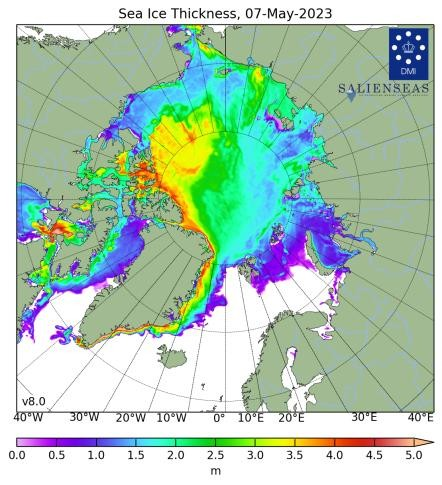 Sea Ice Thickness, 07-May-2023
DMI
SALIENSEAS
v8.0
40°W 30°W 20°W 10°W 0° 10°E 20°E 30°E 40°E
0.0 0.5 1.0 1.5 2.0 2.5 3.0 3.5 4.0 4.5 5.0
m